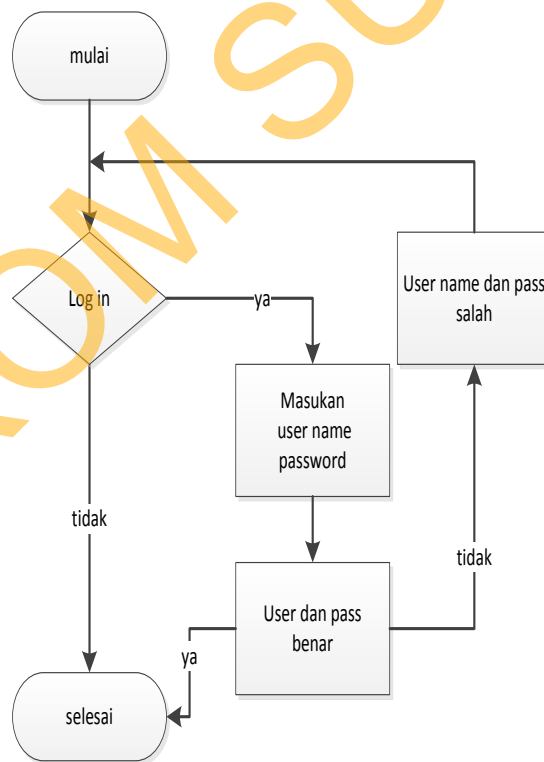 mulai
Log in
ya
User name dan pass
salah
Masukan
user name
password
tidak
tidak
User dan pass
benar
ya
selesai